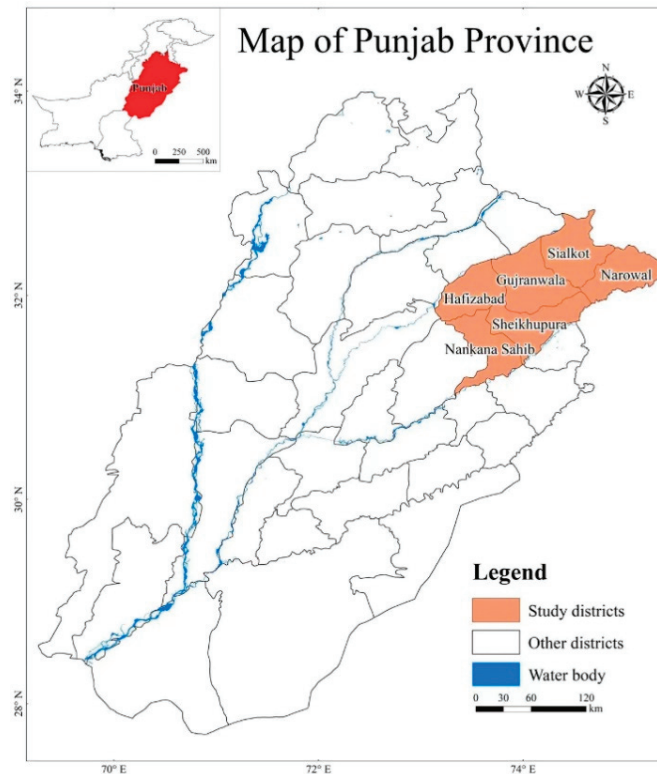 Map of Punjab Province
Punjab
0 250 500
km
N
W E
S
34° N
32° N
30° N
28° N
Sialkot
Gujranwala
Narowal
Hafizabad
Sheikhupura
Nankana Sahib
Legend
Study districts
Other districts
Water body
0 30 60 120
km
70° E 72° E 74° E